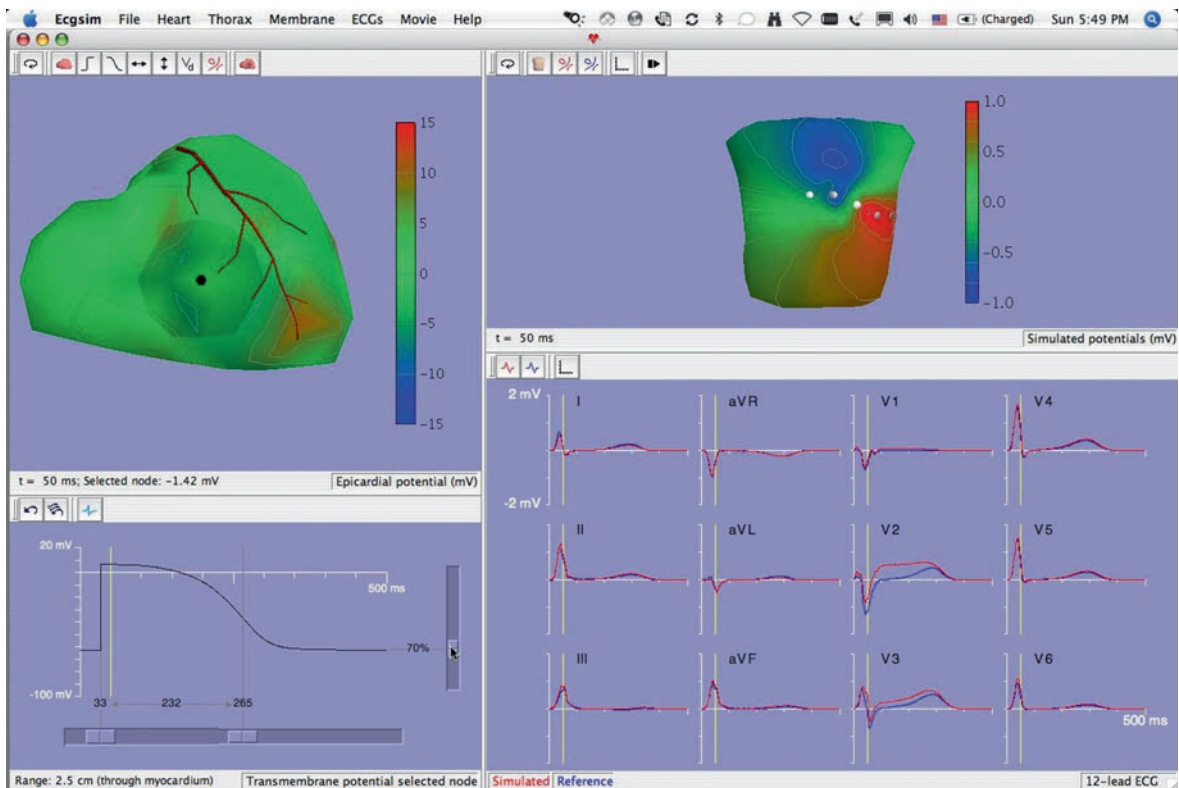 Ecgsim File Heart Thorax Membrane ECGs Movie Help (Charged) Sun 5:49 PM
Vd
15
10
5
0
-5
-10
-15
t = 50 ms; Selected node: -1.42 mV Epicardial potential (mV)
1.0
0.5
0.0
-0.5
-1.0
t = 50 ms Simulated potentials (mV)
20 mV
500 ms
70%
-100 mV
33 232 265
Range: 2.5 cm (through myocardium) Transmembrane potential selected node
2 mV I aVR V1 V4
-2 mV
II aVL V2 V5
III aVF V3 V6
500 ms
Simulated Reference 12-lead ECG